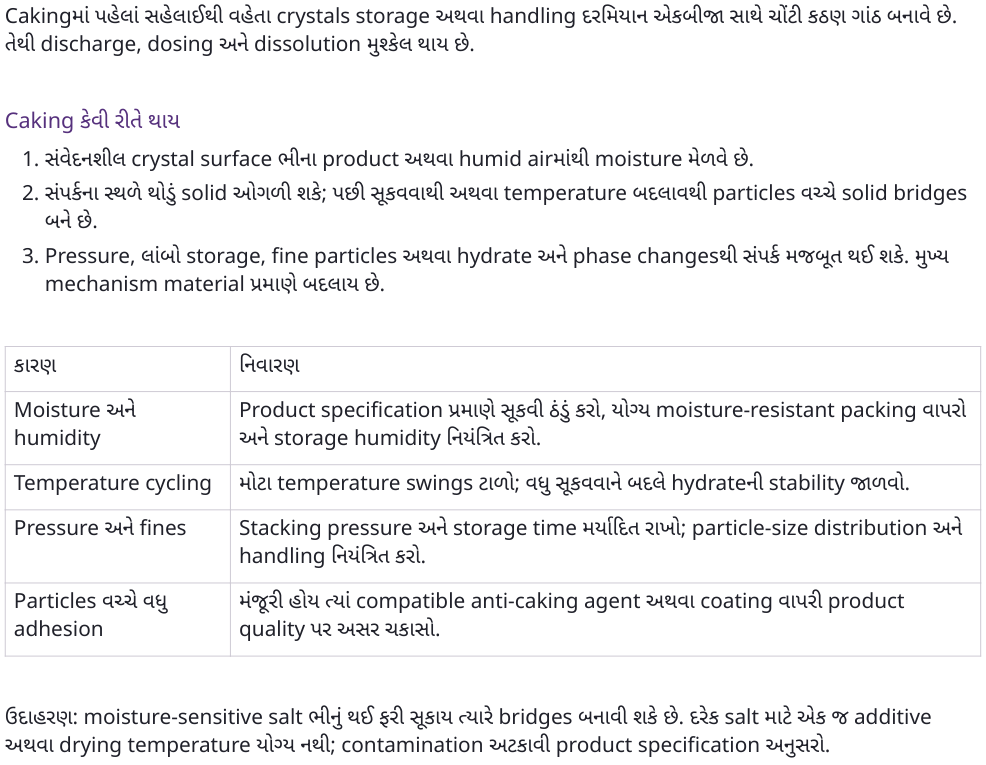 Cakingમાં પહેલાં સહેલાઈથી વહેતા crystals storage અથવા handling દરમિયાન એકબીજા સાથે ચોંટી કઠણ ગાંઠ બનાવે છે.
તેથી discharge, dosing અને dissolution મુશ્કેલ થાય છે.
Caking કેવી રીતે થાય
1. સંવેદનશીલ crystal surface ભીના product અથવા humid airમાંથી moisture મેળવે છે.
2. સંપર્કના સ્થળે થોડું solid ઓગળી શકે; પછી સૂકવવાથી અથવા temperature બદલાવથી particles વચ્ચે solid bridges
બને છે.
3. Pressure, લાંબો storage, fine particles અથવા hydrate અને phase changesથી સંપર્ક મજબૂત થઈ શકે. મુખ્ય
mechanism material પ્રમાણે બદલાય છે.
કારણ
નિવારણ
Moisture અને
humidity
Product specification પ્રમાણે સૂકવી ઠંડું કરો, યોગ્ય moisture-resistant packing વાપરો
અને storage humidity નિયંત્રિત કરો.
Temperature cycling
મોટા temperature swings ટાળો; વધુ સૂકવવાને બદલે hydrateની stability જાળવો.
Pressure અને fines
Stacking pressure અને storage time મર્યાદિત રાખો; particle-size distribution અને
handling નિયંત્રિત કરો.
Particles વચ્ચે વધુ
adhesion
મંજૂરી હોય ત્યાં compatible anti-caking agent અથવા coating વાપરી product
quality પર અસર ચકાસો.
ઉદાહરણ: moisture-sensitive salt ભીનું થઈ ફરી સૂકાય ત્યારે bridges બનાવી શકે છે. દરેક salt માટે એક જ additive
અથવા drying temperature યોગ્ય નથી; contamination અટકાવી product specification અનુસરો.